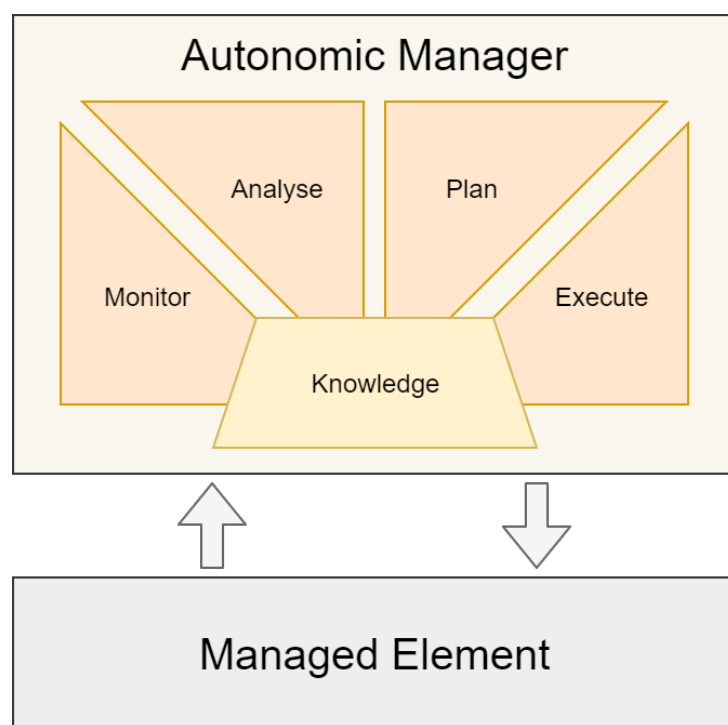 Autonomic Manager
Analyse
Plan
Monitor
Execute
Knowledge
Managed Element